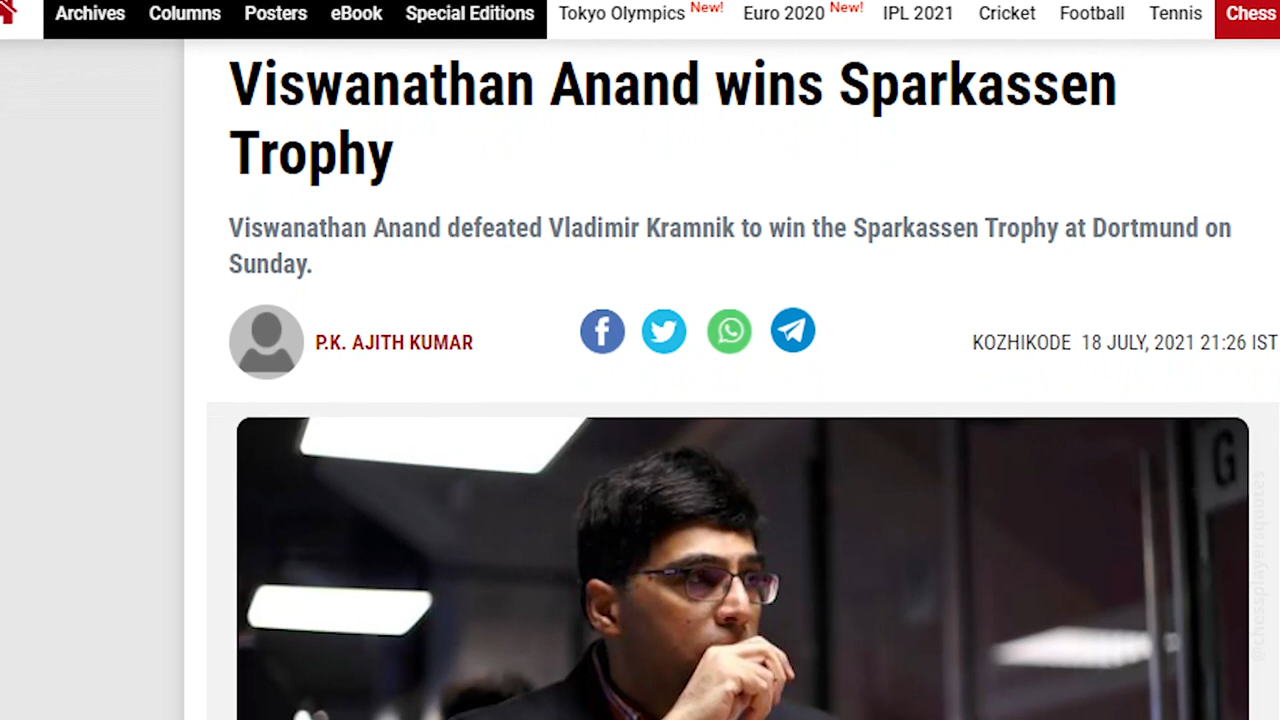 Archives Columns Posters eBook Special Editions Tokyo Olympics New! Euro 2020 New! IPL 2021 Cricket Football Tennis Chess
Viswanathan Anand wins Sparkassen
Trophy
Viswanathan Anand defeated Vladimir Kramnik to win the Sparkassen Trophy at Dortmund on
Sunday.
P.K. AJITH KUMAR
KOZHIKODE 18 JULY, 2021 21:26 IST
G
@chessplayersquotes